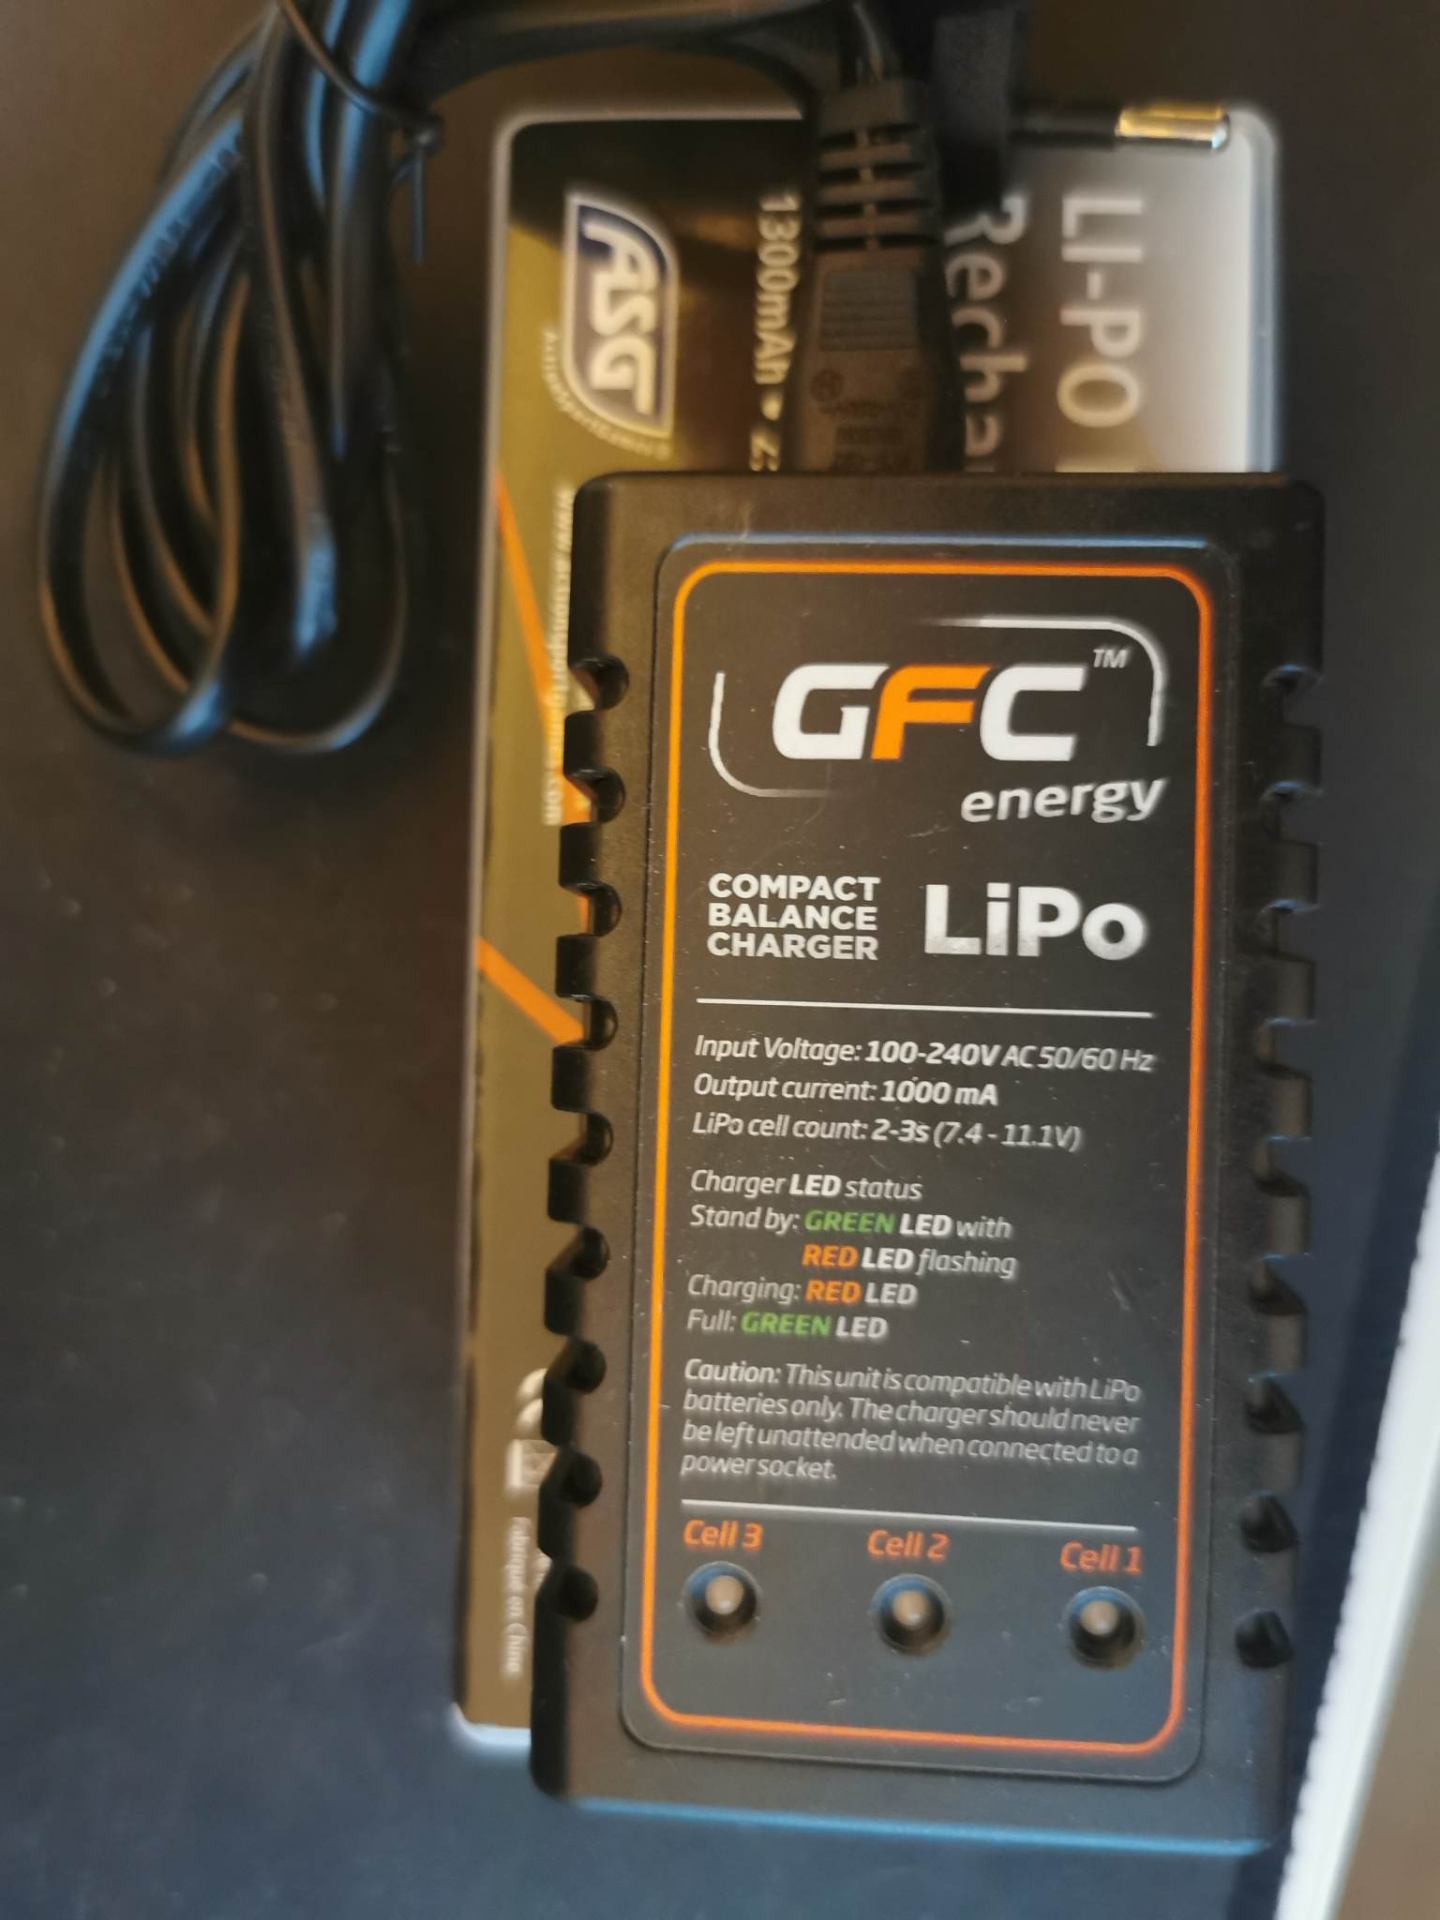 LI-PO
1300mAh
ASG
GFC™
energy
COMPACT
BALANCE
CHARGER
LiPo
Input Voltage: 100-240V AC 50/60 Hz
Output current: 1000 mA
LiPo cell count: 2-3s (7.4 - 11.1V)
Charger LED status
Stand by: GREEN LED with
RED LED flashing
Charging: RED LED
Full: GREEN LED
Caution: This unit is compatible with LiPo
batteries only. The charger should never
be left unattended when connected to a
power socket.
Cell 3 Cell 2 Cell 1
Fabriqué en Chine